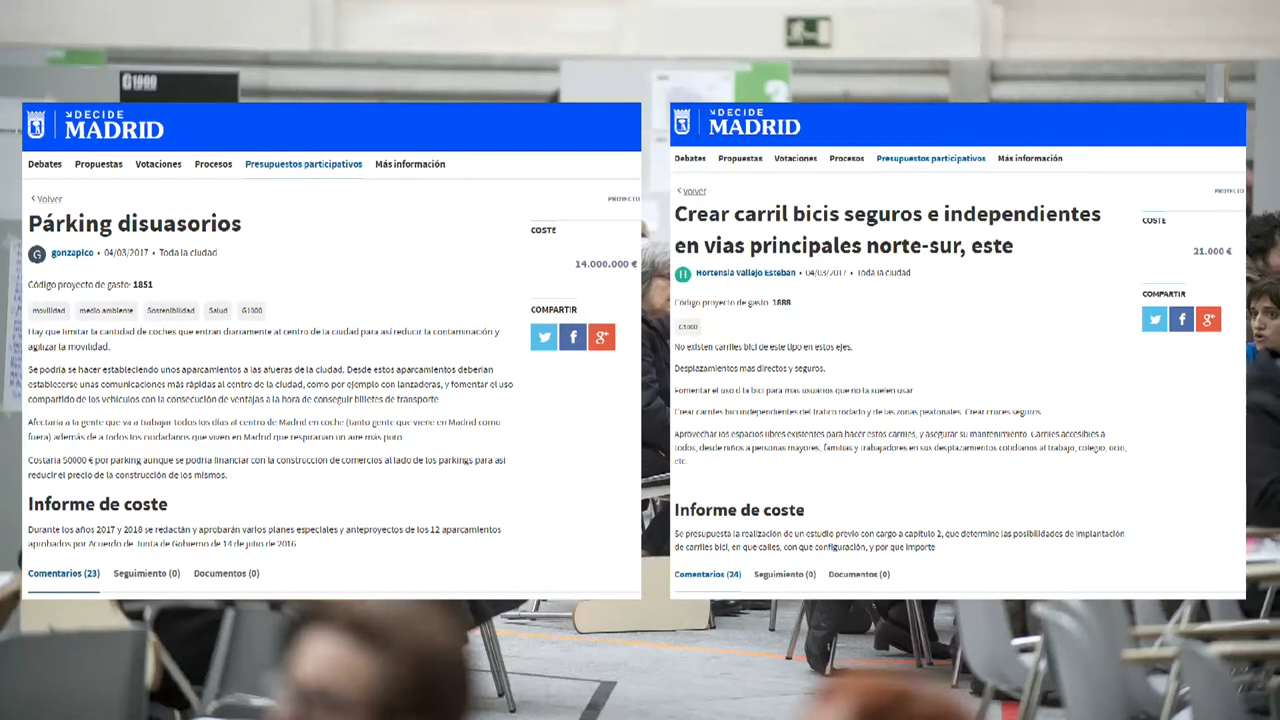 G1000
DECIDE
MADRID
Debates Propuestas Votaciones Procesos Presupuestos participativos Más información
Volver
PROYECTO
Párking disuasorios
G gonzapico • 04/03/2017 • Toda la ciudad
Código proyecto de gasto: 1851
movilidad medio ambiente Sostenibilidad Salud G1000
Hay que limitar la cantidad de coches que entran diariamente al centro de la ciudad para así reducir la contaminación y
agilizar la movilidad.
Se podría se hacer estableciendo unos aparcamientos a las afueras de la ciudad. Desde estos aparcamientos deberían
establecerse unas comunicaciones más rápidas al centro de la ciudad, como por ejemplo con lanzaderas, y fomentar el uso
compartido de los vehículos con la consecución de ventajas a la hora de conseguir billetes de transporte
Afectaría a la gente que va a trabajar todos los días al centro de Madrid en coche (tanto gente que viene en Madrid como
fuera) además de a todos los ciudadanos que viven en Madrid que respirarían un aire más puro
Costaría 50000 € por parking aunque se podría financiar con la construcción de comercios al lado de los parkings para así
reducir el precio de la construcción de los mismos.
Informe de coste
Durante los años 2017 y 2018 se redactán y aprobarán varios planes especiales y anteproyectos de los 12 aparcamientos
aprobados por Acuerdo de Junta de Gobierno de 14 de julio de 2016
Comentarios (23) Seguimiento (0) Documentos (0)
COSTE
14.000.000 €
COMPARTIR
DECIDE
MADRID
Debates Propuestas Votaciones Procesos Presupuestos participativos Más información
Volver
PROYECTO
Crear carril bicis seguros e independientes
en vias principales norte-sur, este
H Hortensia Vallejo Esteban • 04/03/2017 • Toda la ciudad
Código proyecto de gasto: 1888
G1000
No existen carriles bici de este tipo en estos ejes.
Desplazamientos mas directos y seguros.
Fomentar el uso d la bici para mas usuarios que no la suelen usar
Crear carriles bici independientes del trafico rodado y de las zonas peatonales. Crear cruces seguros
Aprovechar los espacios libres existentes para hacer estos carriles, y asegurar su mantenimiento. Carriles accesibles a
todos, desde niños a personas mayores, familias y trabajadores en sus desplazamientos cotidianos al trabajo, colegio, ocio,
etc.
Informe de coste
Se presupuesta la realización de un estudio previo con cargo a capítulo 2, que determine las posibilidades de implantación
de carriles bici, en que calles, con que configuración, y por que importe
Comentarios (24) Seguimiento (0) Documentos (0)
COSTE
21.000 €
COMPARTIR